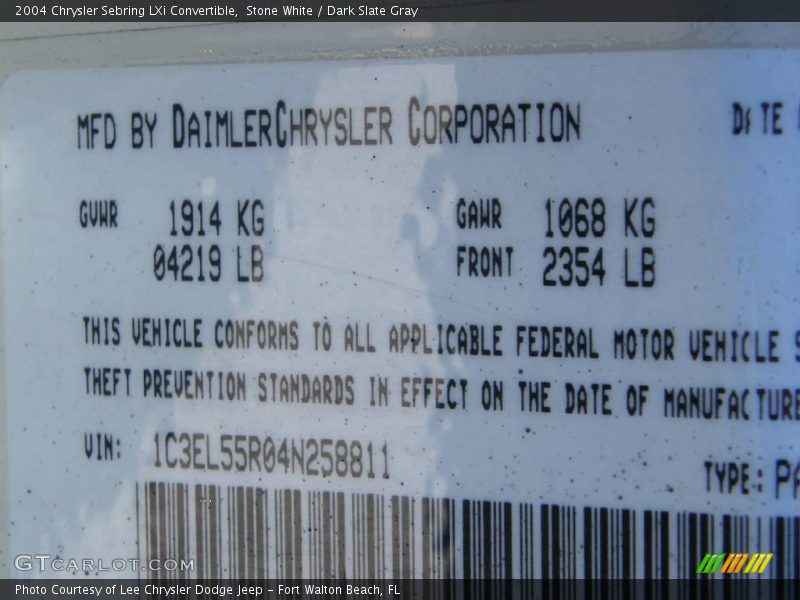 2004 Chrysler Sebring LXi Convertible, Stone White / Dark Slate Gray
MFD BY DAIMLERCHRYSLER CORPORATION DATE
GVWR 1914 KG GAWR 1068 KG
04219 LB FRONT 2354 LB
THIS VEHICLE CONFORMS TO ALL APPLICABLE FEDERAL MOTOR VEHICLE S
THEFT PREVENTION STANDARDS IN EFFECT ON THE DATE OF MANUFACTURE
VIN: 1C3EL55R04N258811 TYPE: PA
GTCARLOT.COM
Photo Courtesy of Lee Chrysler Dodge Jeep – Fort Walton Beach, FL